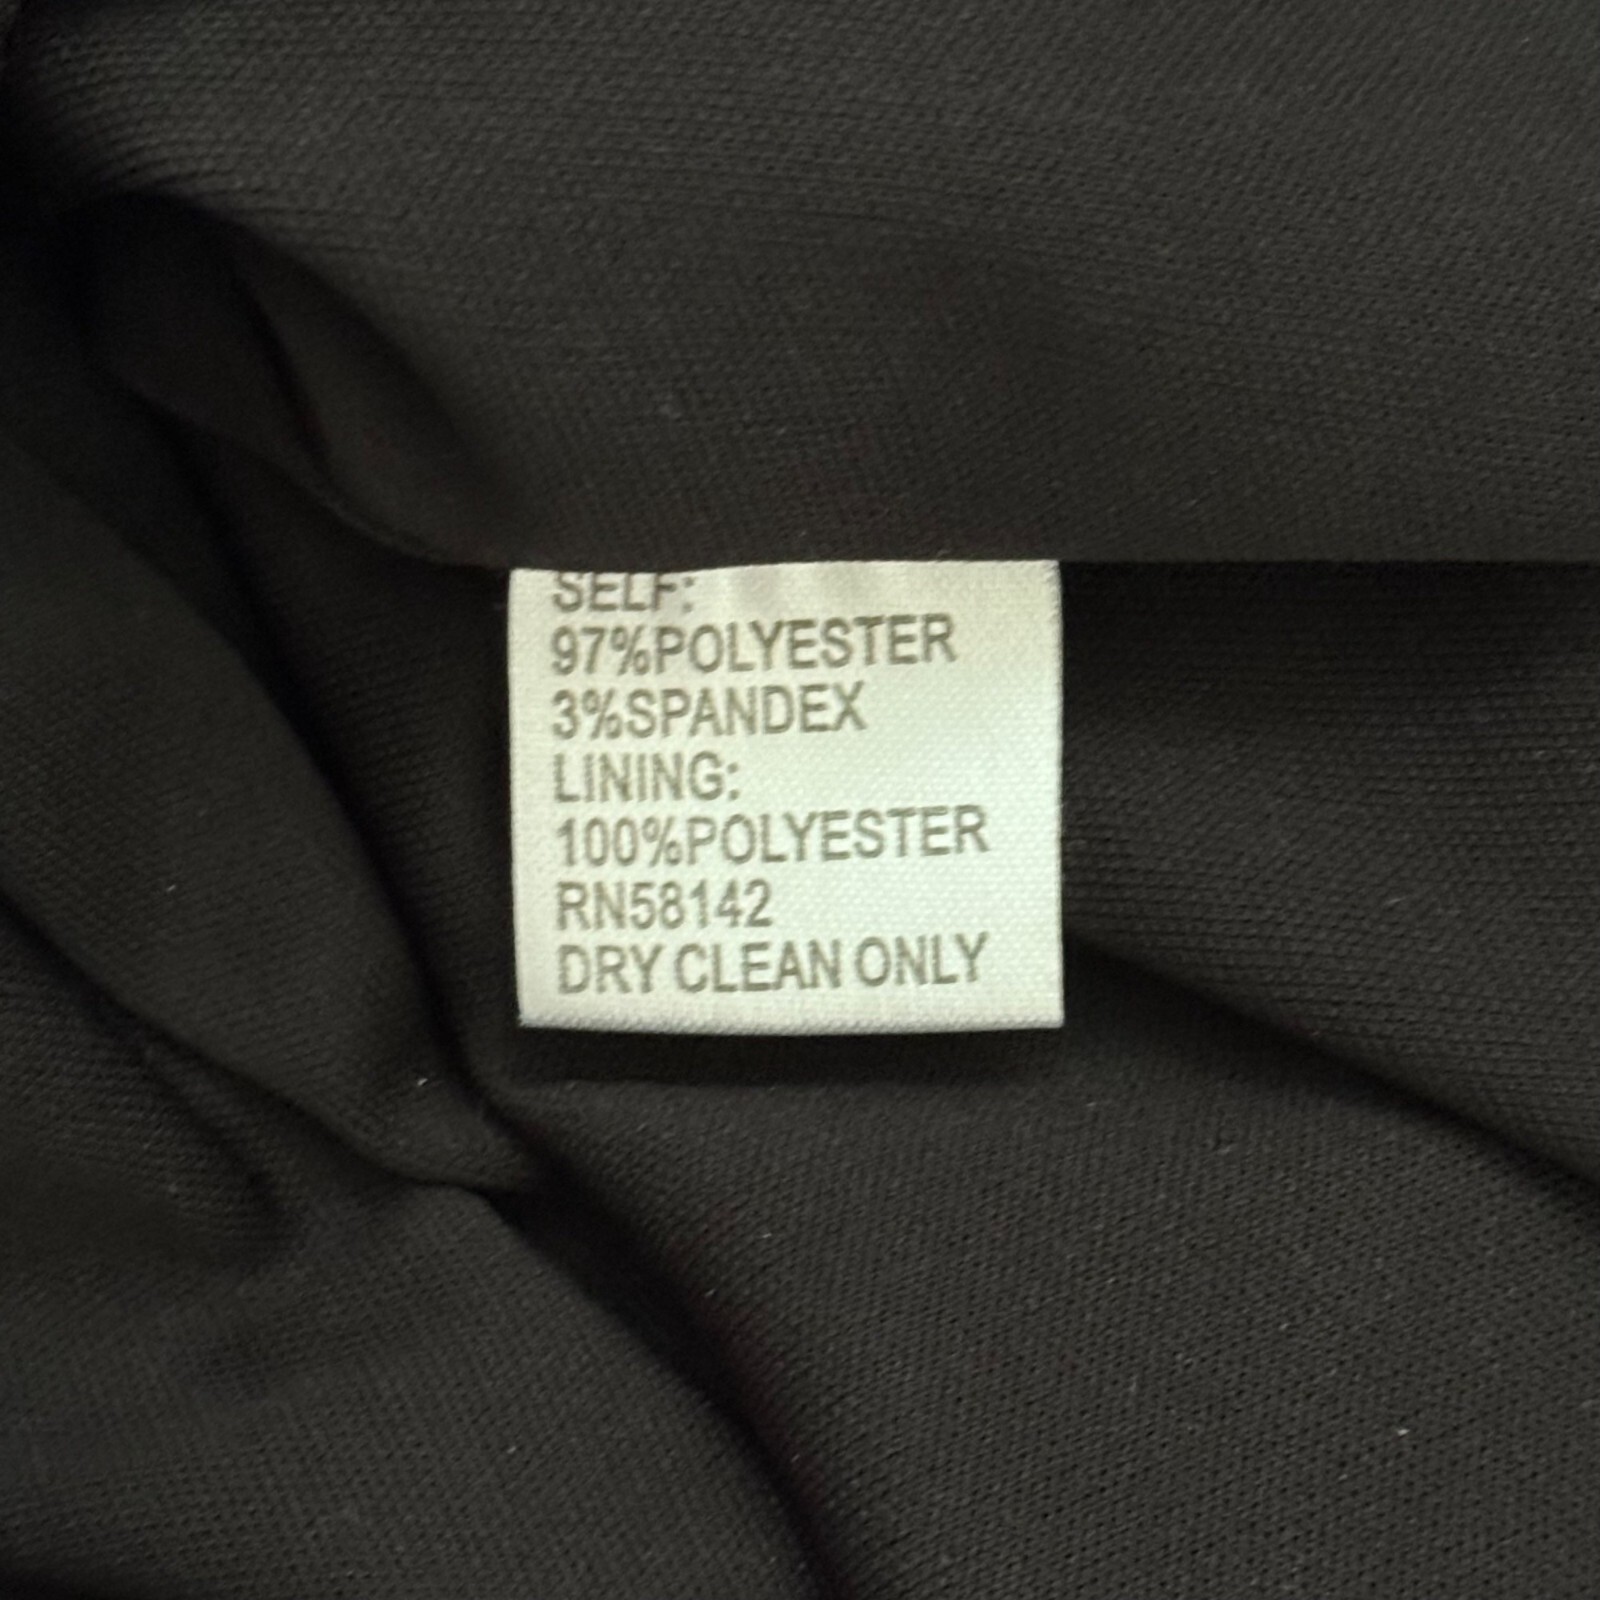 SELF:
97%POLYESTER
3%SPANDEX
LINING:
100%POLYESTER
RN58142
DRY CLEAN ONLY